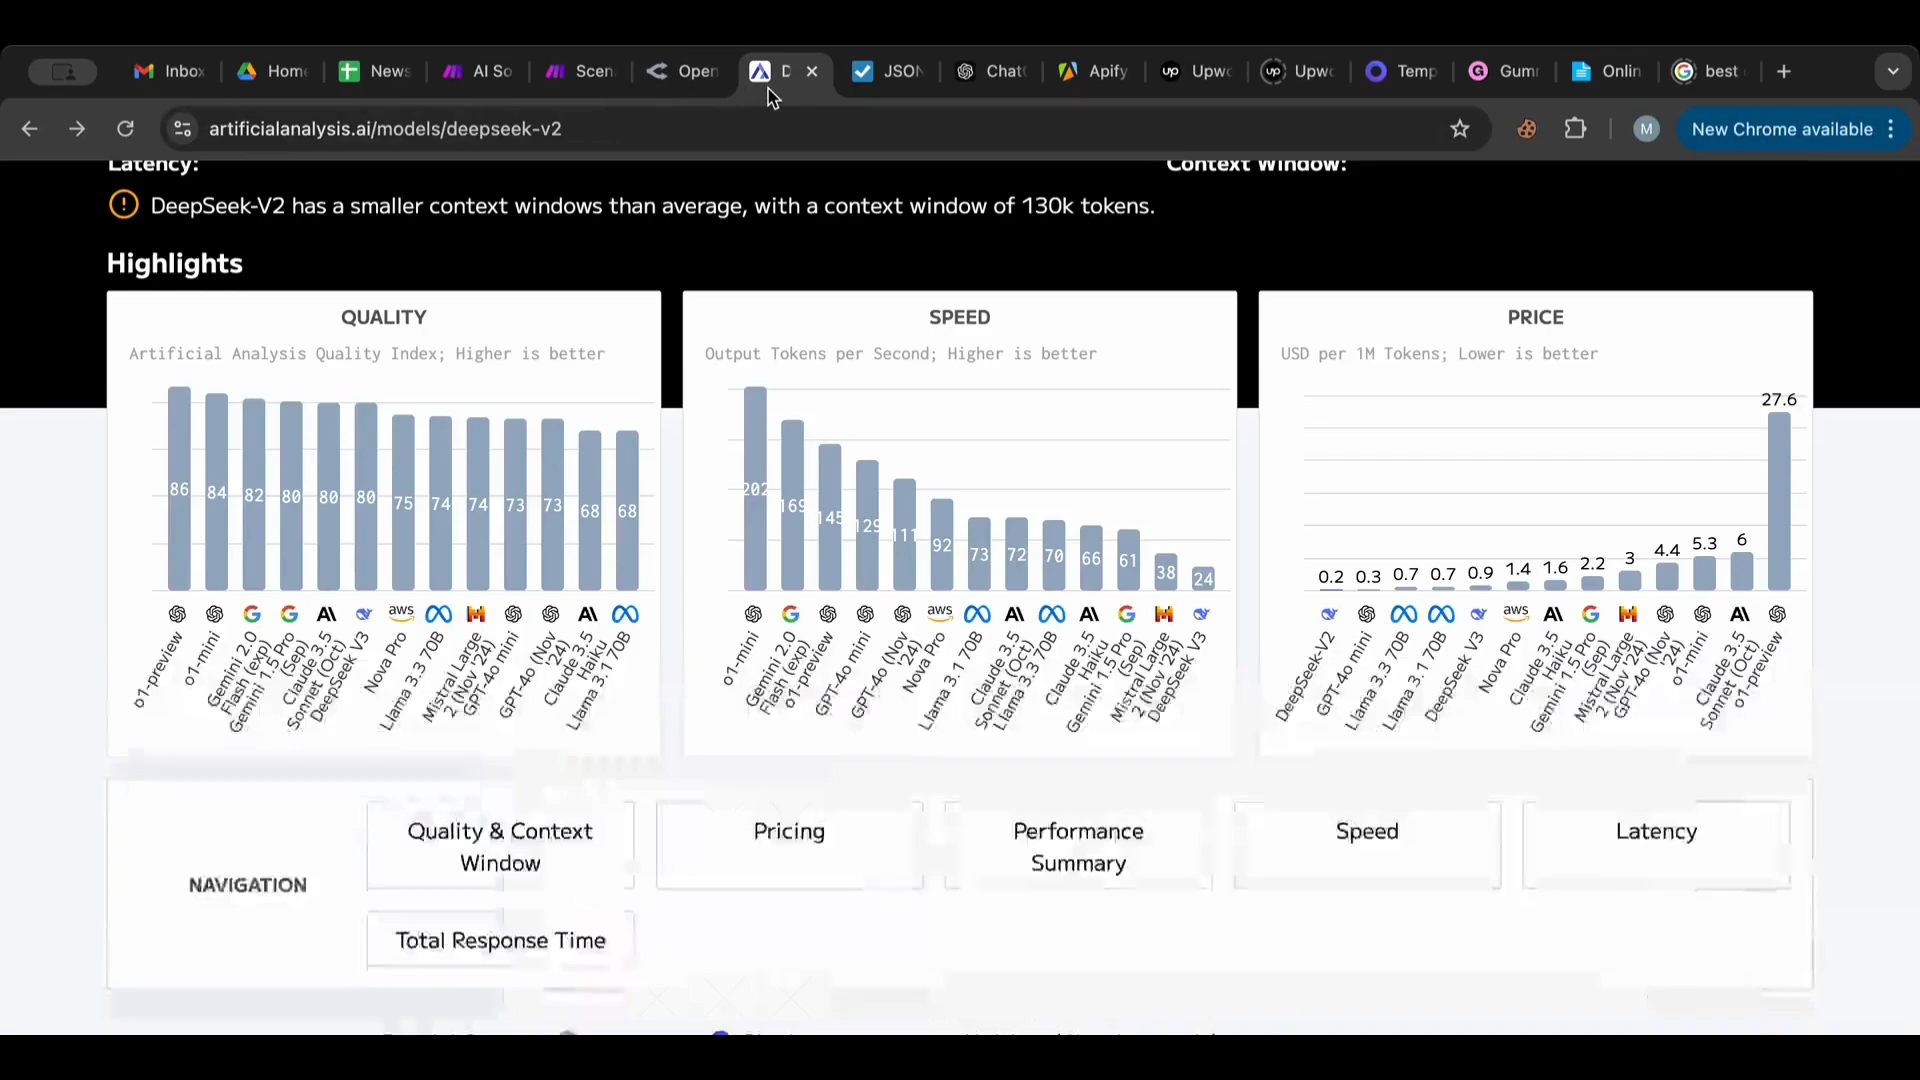 Inbox
Home
News
AI So
Scen
Open
D
JSON
Chat
Apify
Upwo
Upwo
Temp
Gum
Onlin
best
artificialanalysis.ai/models/deepseek-v2
M
New Chrome available
Latency:
Context Window:
DeepSeek-V2 has a smaller context windows than average, with a context window of 130k tokens.
Highlights
QUALITY
Artificial Analysis Quality Index; Higher is better
86
84
82
80
80
80
75
74
74
73
73
68
68
aws
o1-preview
o1-mini
Gemini 2.0
Flash (exp)
Gemini 1.5 Pro
(Sep)
Claude 3.5
Sonnet (Oct)
DeepSeek V3
Nova Pro
Llama 3.3 70B
Mistral Large
2 (Nov '24)
GPT-4o mini
GPT-4o (Nov
'24)
Claude 3.5
Haiku
Llama 3.1 70B
SPEED
Output Tokens per Second; Higher is better
202
169
145
129
111
92
73
72
70
66
61
38
24
aws
o1-mini
Gemini 2.0
Flash (exp)
o1-preview
GPT-4o mini
GPT-4o (Nov
'24)
Nova Pro
Llama 3.1 70B
Claude 3.5
Sonnet (Oct)
Llama 3.3 70B
Claude 3.5
Haiku
Gemini 1.5 Pro
(Sep)
Mistral Large
2 (Nov '24)
DeepSeek V3
PRICE
USD per 1M Tokens; Lower is better
0.2
0.3
0.7
0.7
0.9
1.4
1.6
2.2
3
4.4
5.3
6
27.6
aws
DeepSeek-V2
GPT-4o mini
Llama 3.3 70B
Llama 3.1 70B
DeepSeek V3
Nova Pro
Claude 3.5
Haiku
Gemini 1.5 Pro
(Sep)
Mistral Large
2 (Nov '24)
GPT-4o (Nov
'24)
o1-mini
Claude 3.5
Sonnet (Oct)
o1-preview
NAVIGATION
Quality & Context
Window
Pricing
Performance
Summary
Speed
Latency
Total Response Time